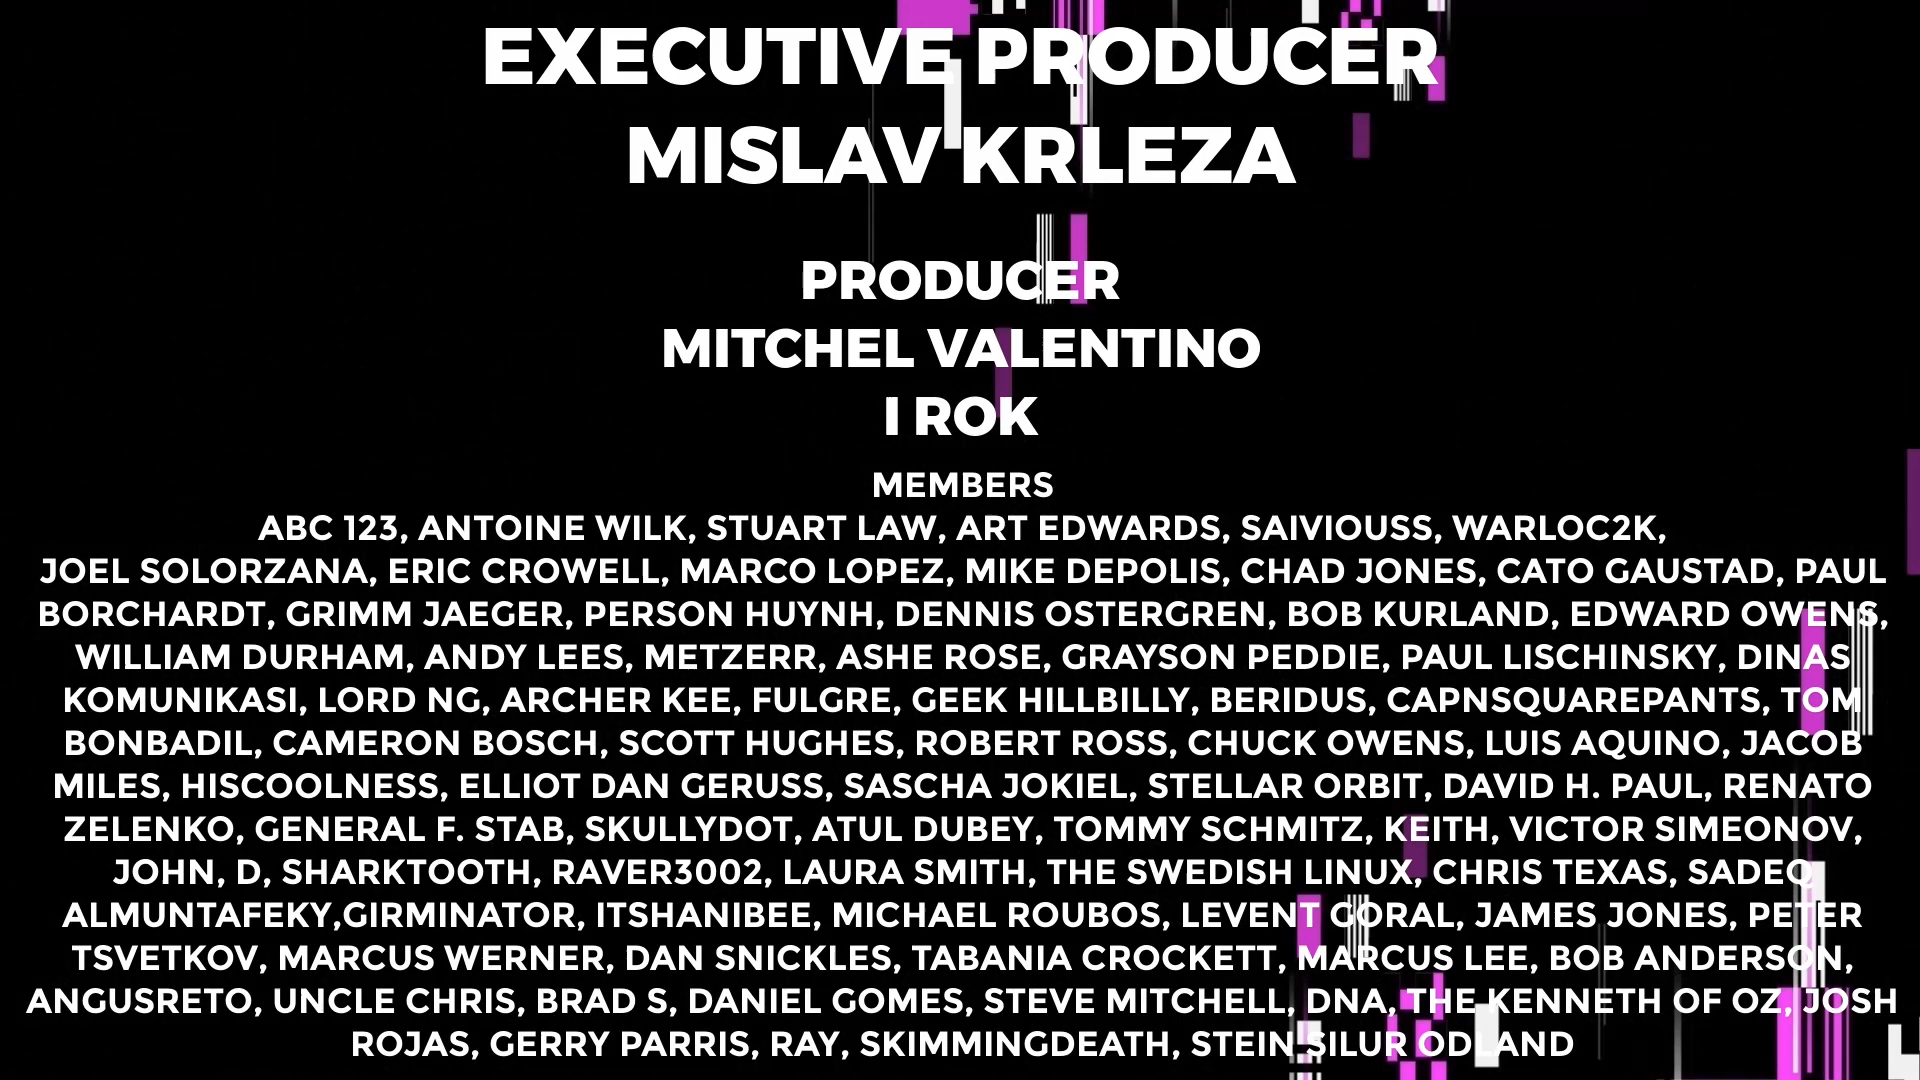 EXECUTIVE PRODUCER
MISLAV KRLEZA
PRODUCER
MITCHEL VALENTINO
I ROK
MEMBERS
ABC 123, ANTOINE WILK, STUART LAW, ART EDWARDS, SAIVIOUSS, WARLOC2K,
JOEL SOLORZANA, ERIC CROWELL, MARCO LOPEZ, MIKE DEPOLIS, CHAD JONES, CATO GAUSTAD, PAUL
BORCHARDT, GRIMM JAEGER, PERSON HUYNH, DENNIS OSTERGREN, BOB KURLAND, EDWARD OWENS,
WILLIAM DURHAM, ANDY LEES, METZERR, ASHE ROSE, GRAYSON PEDDIE, PAUL LISCHINSKY, DINAS
KOMUNIKASI, LORD NG, ARCHER KEE, FULGRE, GEEK HILLBILLY, BERIDUS, CAPNSQUAREPANTS, TOM
BONBADIL, CAMERON BOSCH, SCOTT HUGHES, ROBERT ROSS, CHUCK OWENS, LUIS AQUINO, JACOB
MILES, HISCOOLNESS, ELLIOT DAN GERUSS, SASCHA JOKIEL, STELLAR ORBIT, DAVID H. PAUL, RENATO
ZELENKO, GENERAL F. STAB, SKULLYDOT, ATUL DUBEY, TOMMY SCHMITZ, KEITH, VICTOR SIMEONOV,
JOHN, D, SHARKTOOTH, RAVER3002, LAURA SMITH, THE SWEDISH LINUX, CHRIS TEXAS, SADEQ
ALMUNTAFEKY,GIRMINATOR, ITSHANIBEE, MICHAEL ROUBOS, LEVENT GORAL, JAMES JONES, PETER
TSVETKOV, MARCUS WERNER, DAN SNICKLES, TABANIA CROCKETT, MARCUS LEE, BOB ANDERSON,
ANGUSRETO, UNCLE CHRIS, BRAD S, DANIEL GOMES, STEVE MITCHELL, DNA, THE KENNETH OF OZ, JOSH
ROJAS, GERRY PARRIS, RAY, SKIMMINGDEATH, STEIN SILUR ODLAND